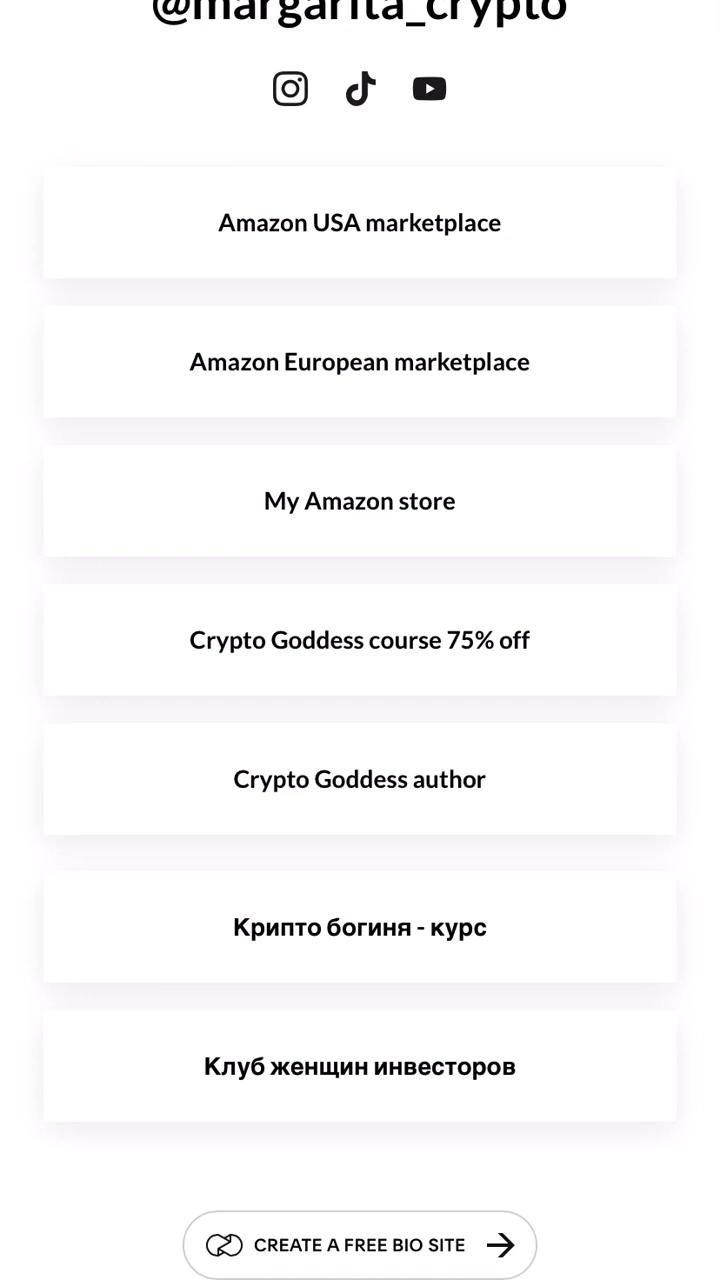 @margarita_crypto
Amazon USA marketplace
Amazon European marketplace
My Amazon store
Crypto Goddess course 75% off
Crypto Goddess author
Крипто богиня - курс
Клуб женщин инвесторов
CREATE A FREE BIO SITE